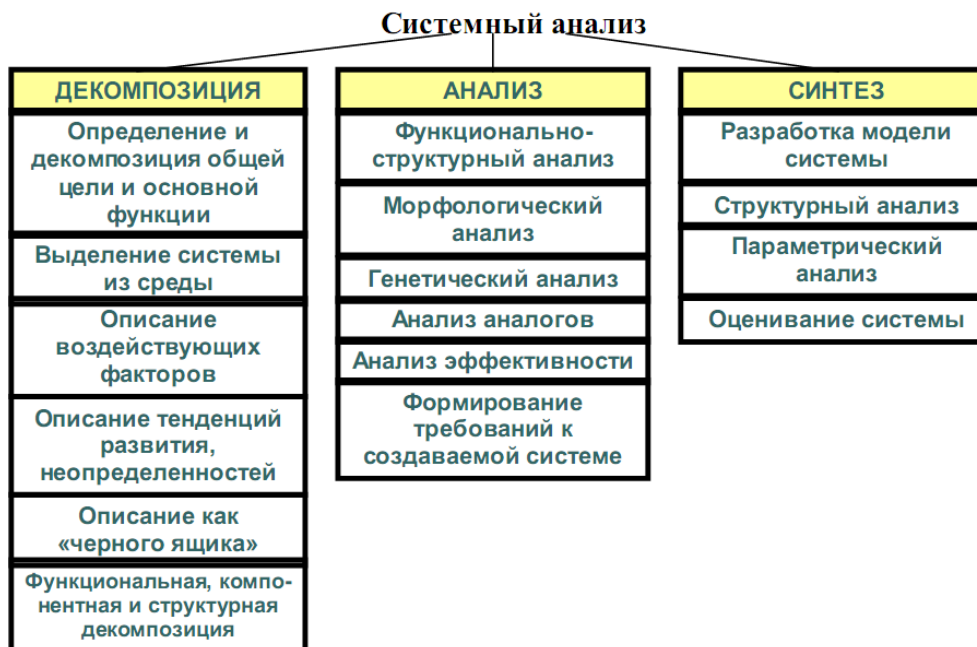 Системный анализ
ДЕКОМПОЗИЦИЯ
Определение и
декомпозиция общей
цели и основной
функции
Выделение системы
из среды
Описание
воздействующих
факторов
Описание тенденций
развития,
неопределенностей
Описание как
«черного ящика»
Функциональная, компо-
нентная и структурная
декомпозиция
АНАЛИЗ
Функционально-
структурный анализ
Морфологический
анализ
Генетический анализ
Анализ аналогов
Анализ эффективности
Формирование
требований к
создаваемой системе
СИНТЕЗ
Разработка модели
системы
Структурный анализ
Параметрический
анализ
Оценивание системы